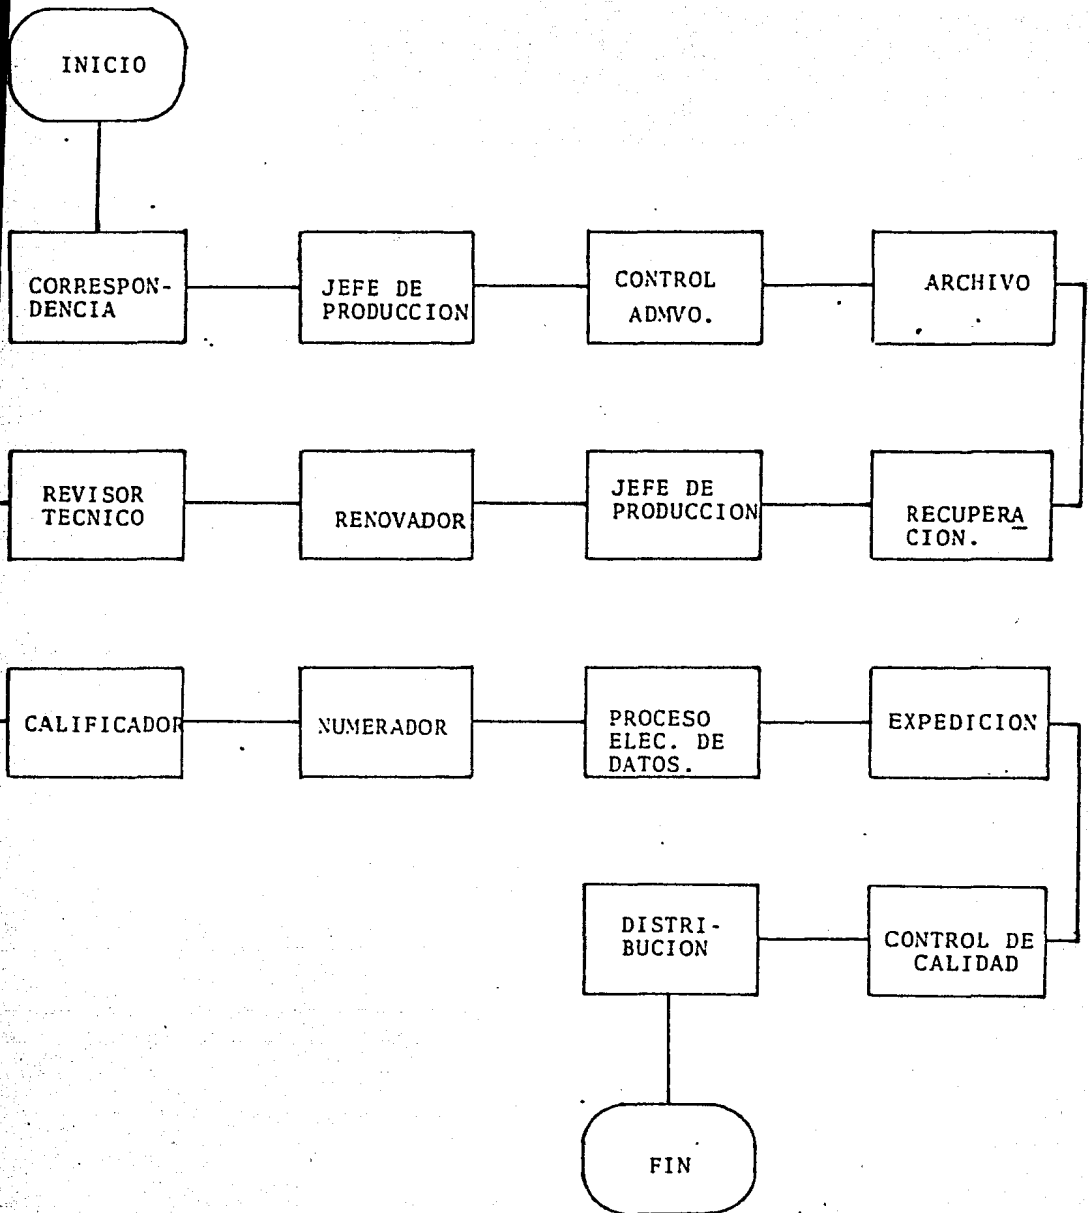 INICIO
CORRESPON-
DENCIA
JEFE DE
PRODUCCION
CONTROL
ADMVO.
ARCHIVO
REVISOR
TECNICO
RENOVADOR
JEFE DE
PRODUCCION
RECUPERA
CION.
CALIFICADOR
NUMERADOR
PROCESO
ELEC. DE
DATOS.
EXPEDICION
DISTRI-
BUCION
CONTROL DE
CALIDAD
FIN